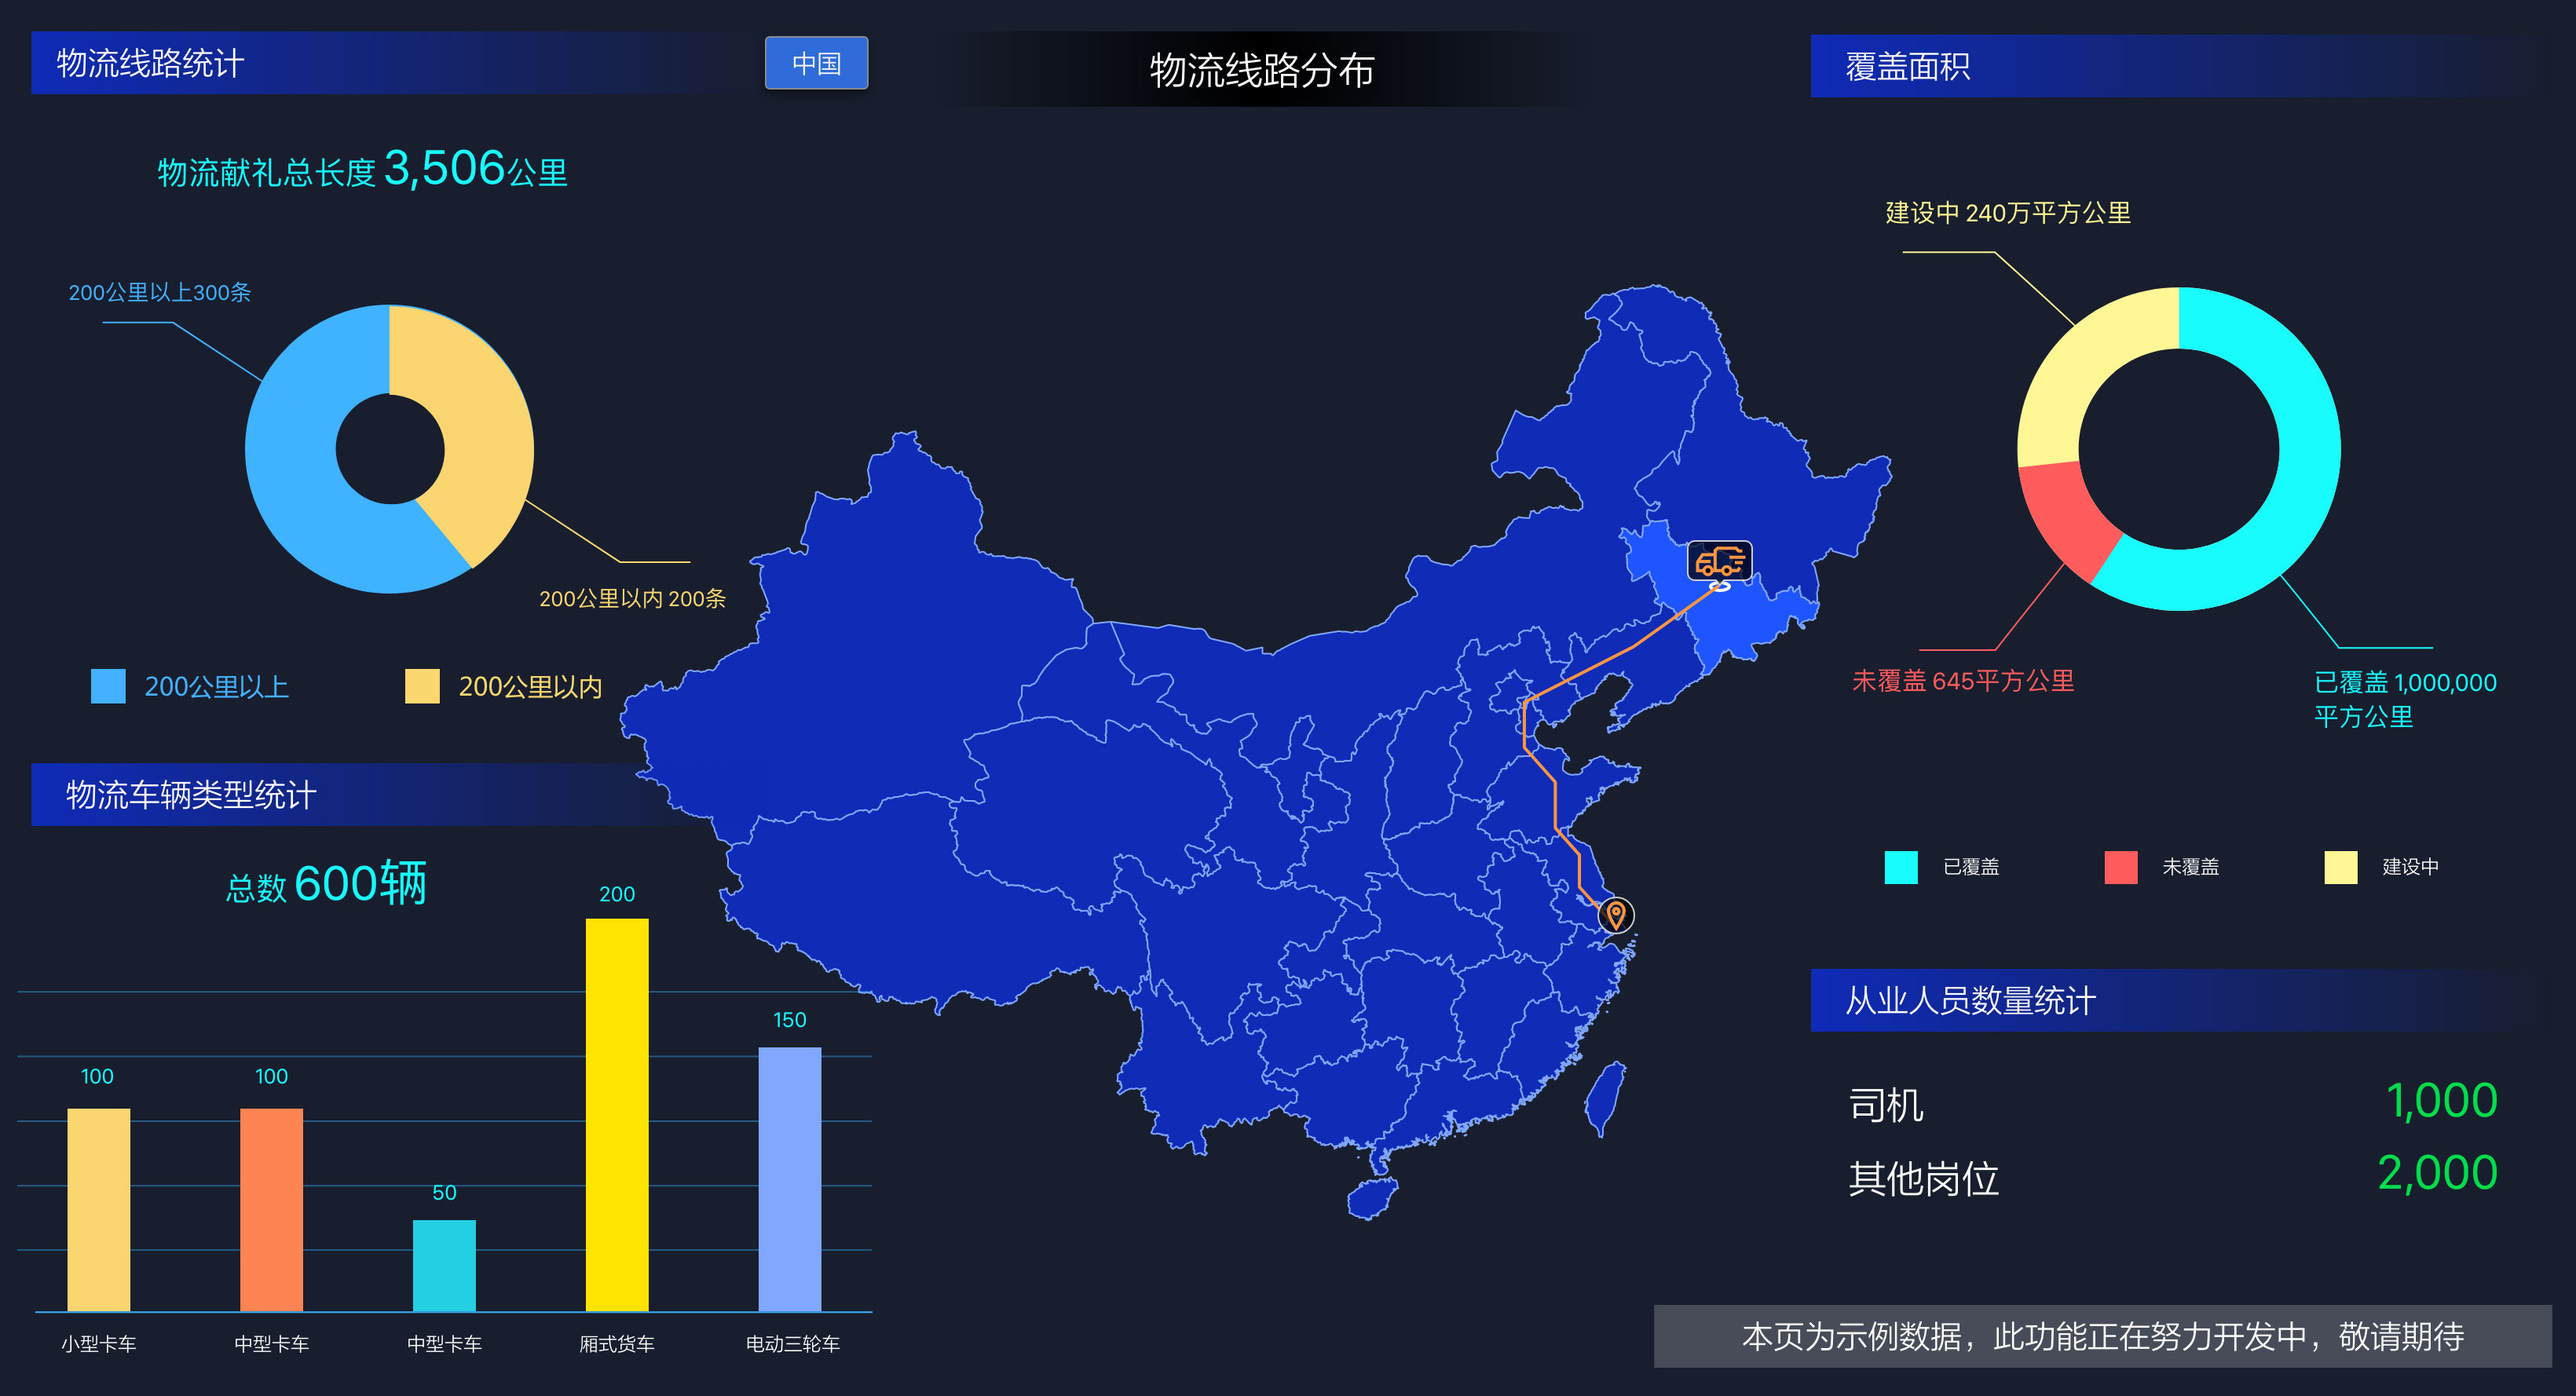 物流线路统计
中国
物流线路分布
覆盖面积
物流献礼总长度 3,506公里
200公里以上300条
200公里以内 200条
200公里以上
200公里以内
物流车辆类型统计
总数 600辆
100
100
50
200
150
小型卡车
中型卡车
中型卡车
厢式货车
电动三轮车
建设中 240万平方公里
未覆盖 645平方公里
已覆盖 1,000,000
平方公里
已覆盖
未覆盖
建设中
从业人员数量统计
司机
1,000
其他岗位
2,000
本页为示例数据，此功能正在努力开发中，敬请期待